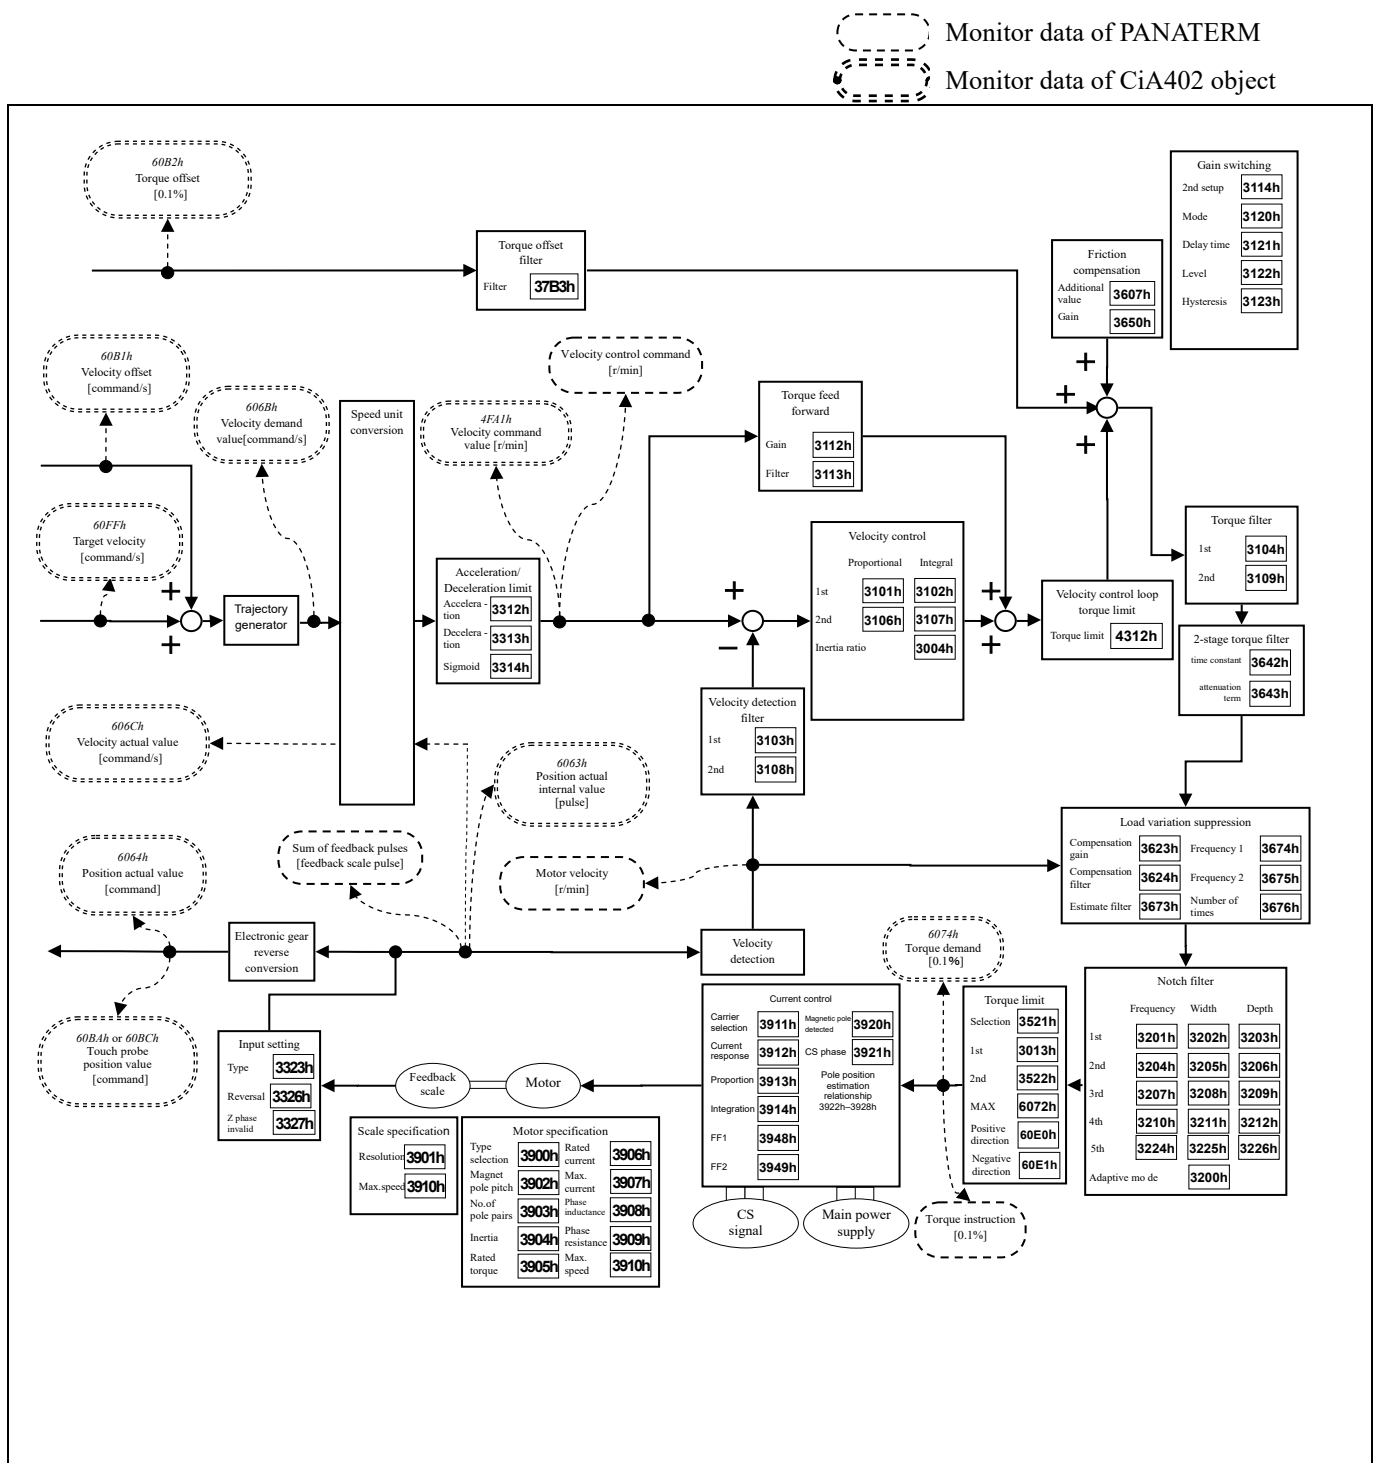 Monitor data of PANATERM
Monitor data of CiA402 object
60B2h
Torque offset
[0.1%]
Torque offset
filter
Filter
37B3h
Friction
compensation
Additional
value
3607h
Gain
3650h
Gain switching
2nd setup
3114h
Mode
3120h
Delay time
3121h
Level
3122h
Hysteresis
3123h
60B1h
Velocity offset
[command/s]
606Bh
Velocity demand
value[command/s]
Speed unit
conversion
4FA1h
Velocity command
value [r/min]
Velocity control command
[r/min]
Torque feed
forward
Gain
3112h
Filter
3113h
+
+
+
60FFh
Target velocity
[command/s]
+
+
Trajectory
generator
Acceleration/
Deceleration limit
Accelera -
tion
3312h
Decelera -
tion
3313h
Sigmoid
3314h
+
−
Velocity control
Proportional Integral
1st
3101h 3102h
2nd
3106h 3107h
Inertia ratio
3004h
+
+
Velocity control loop
torque limit
Torque limit
4312h
Torque filter
1st
3104h
2nd
3109h
2-stage torque filter
time constant
3642h
attenuation
term
3643h
606Ch
Velocity actual value
[command/s]
6063h
Position actual
internal value
[pulse]
Velocity detection
filter
1st
3103h
2nd
3108h
Load variation suppression
Compensation
gain
3623h
Frequency 1
3674h
Compensation
filter
3624h
Frequency 2
3675h
Estimate filter
3673h
Number of
times
3676h
6064h
Position actual value
[command]
Sum of feedback pulses
[feedback scale pulse]
Motor velocity
[r/min]
Electronic gear
reverse
conversion
Velocity
detection
6074h
Torque demand
[0.1%]
60BAh or 60BCh
Touch probe
position value
[command]
Input setting
Type
3323h
Reversal
3326h
Z phase
invalid
3327h
Feedback
scale
Motor
Current control
Carrier
selection
3911h
Magnetic pole
detected
3920h
Current
response
3912h
CS phase
3921h
Proportion
3913h
Pole position
estimation
relationship
3922h–3928h
Integration
3914h
FF1
3948h
FF2
3949h
CS
signal
Main power
supply
Torque limit
Selection
3521h
1st
3013h
2nd
3522h
MAX
6072h
Positive
direction
60E0h
Negative
direction
60E1h
Torque instruction
[0.1%]
Notch filter
Frequency Width Depth
1st 3201h 3202h 3203h
2nd 3204h 3205h 3206h
3rd 3207h 3208h 3209h
4th 3210h 3211h 3212h
5th 3224h 3225h 3226h
Adaptive mo de 3200h
Scale specification
Resolution
3901h
Max.speed
3910h
Motor specification
Type
selection
3900h
Rated
current
3906h
Magnet
pole pitch
3902h
Max.
current
3907h
No.of
pole pairs
3903h
Phase
inductance
3908h
Inertia
3904h
Phase
resistance
3909h
Rated
torque
3905h
Max.
speed
3910h